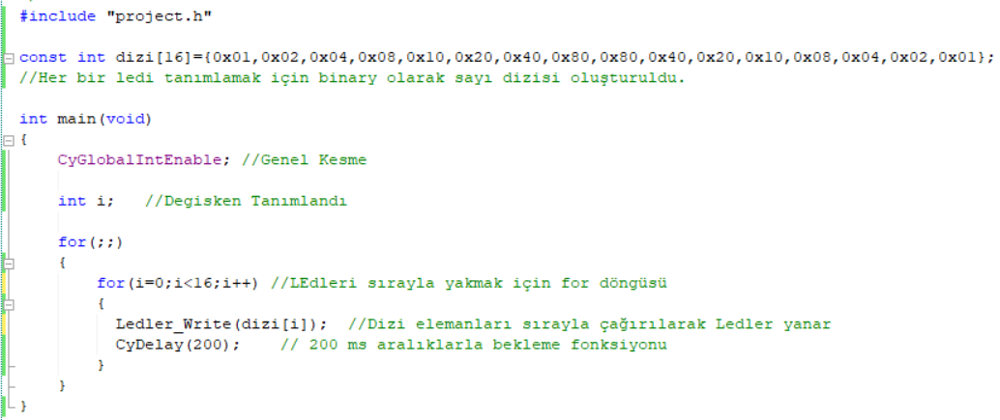 #include "project.h"
const int dizi[16]={0x01,0x02,0x04,0x08,0x10,0x20,0x40,0x80,0x80,0x40,0x20,0x10,0x08,0x04,0x02,0x01};
//Her bir ledi tanımlamak için binary olarak sayı dizisi oluşturuldu.
int main(void)
{
CyGlobalIntEnable; //Genel Kesme
int i; //Degisken Tanımlandı
for(;;)
{
for(i=0;i<16;i++) //LEdleri sırayla yakmak için for döngüsü
{
Ledler_Write(dizi[i]); //Dizi elemanları sırayla çağırılarak Ledler yanar
CyDelay(200); // 200 ms aralıklarla bekleme fonksiyonu
}
}
}